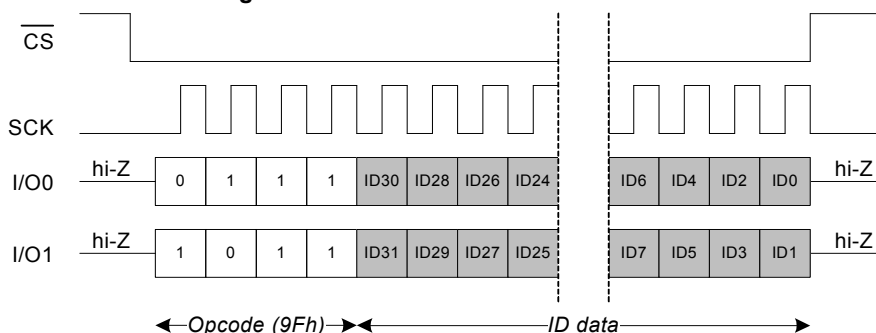 CS
SCK
hi-Z
I/O0 0 1 1 1 ID30 ID28 ID26 ID24 ID6 ID4 ID2 ID0 hi-Z
hi-Z
I/O1 1 0 1 1 ID31 ID29 ID27 ID25 ID7 ID5 ID3 ID1 hi-Z
Opcode (9Fh) ID data